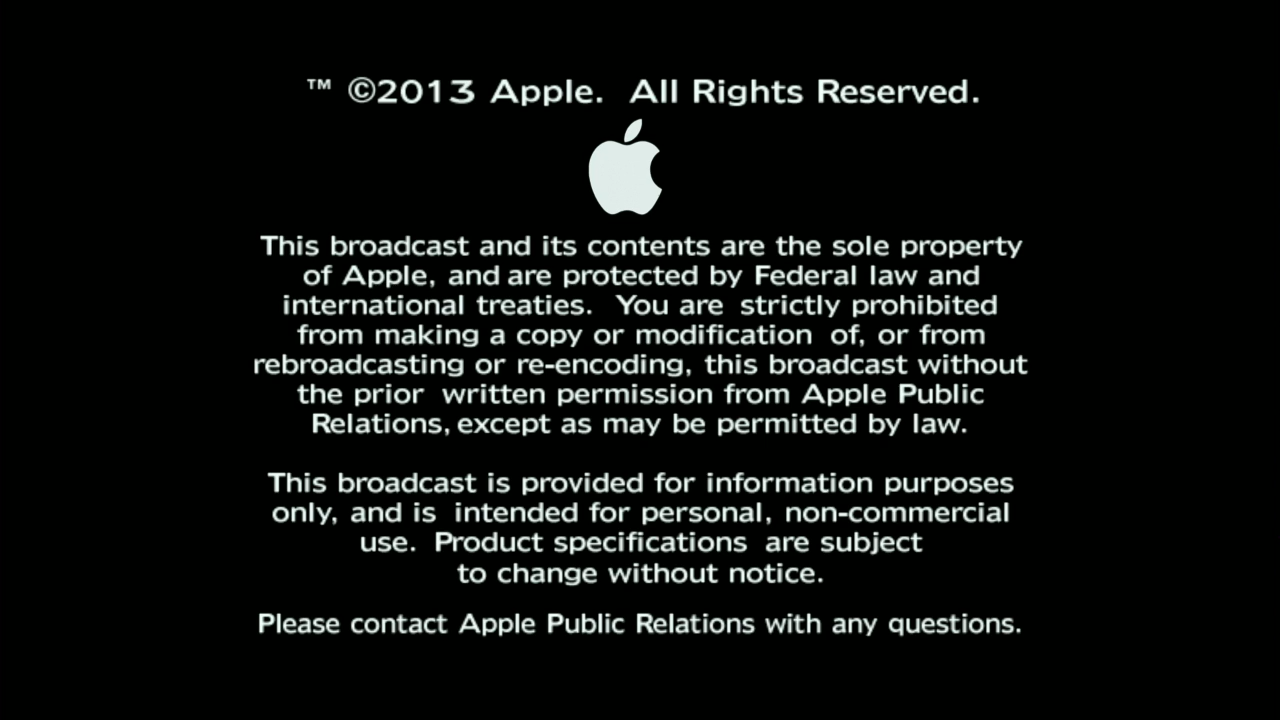 ™ ©2013 Apple. All Rights Reserved.
This broadcast and its contents are the sole property
of Apple, and are protected by Federal law and
international treaties. You are strictly prohibited
from making a copy or modification of, or from
rebroadcasting or re-encoding, this broadcast without
the prior written permission from Apple Public
Relations, except as may be permitted by law.
This broadcast is provided for information purposes
only, and is intended for personal, non-commercial
use. Product specifications are subject
to change without notice.
Please contact Apple Public Relations with any questions.